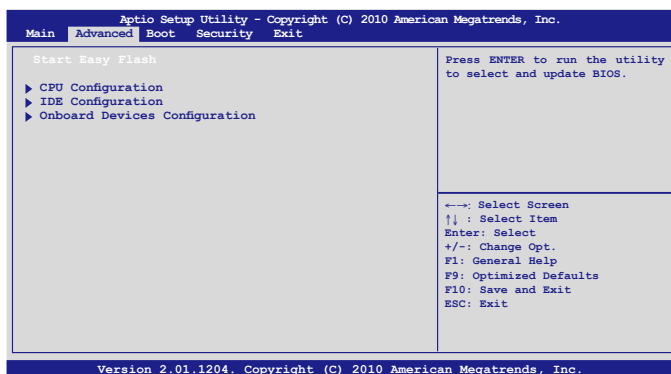 Aptio Setup Utility - Copyright (C) 2010 American Megatrends, Inc.
Main Advanced Boot Security Exit
Start Easy Flash
CPU Configuration
IDE Configuration
Onboard Devices Configuration
Press ENTER to run the utility
to select and update BIOS.
←→: Select Screen
↑↓ : Select Item
Enter: Select
+/-: Change Opt.
F1: General Help
F9: Optimized Defaults
F10: Save and Exit
ESC: Exit
Version 2.01.1204. Copyright (C) 2010 American Megatrends, Inc.